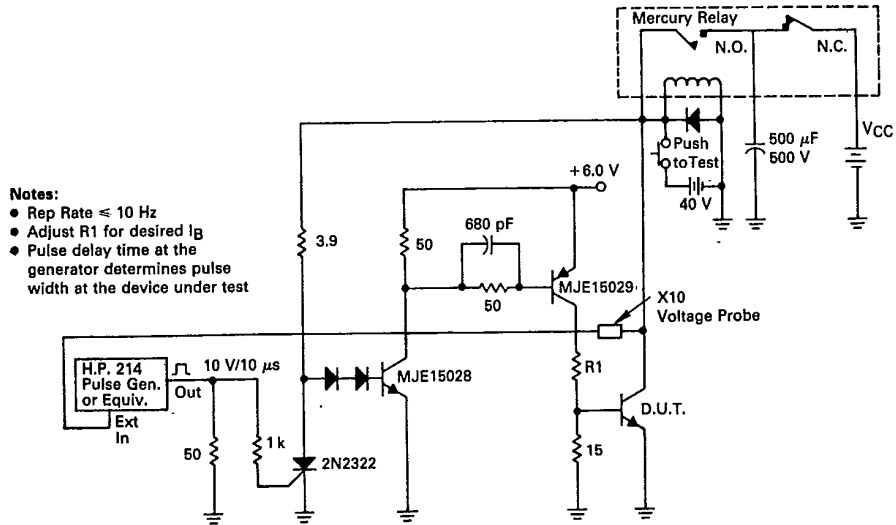 Mercury Relay
N.O.
N.C.
Push
to Test
40 V
500 µF
500 V
VCC
+6.0 V
Notes:
● Rep Rate ⩽ 10 Hz
● Adjust R1 for desired IB
● Pulse delay time at the
generator determines pulse
width at the device under test
3.9
50
680 pF
50
MJE15029
X10
Voltage Probe
H.P. 214
Pulse Gen.
or Equiv.
Out
10 V/10 µs
Ext
In
MJE15028
R1
D.U.T.
50
1 k
2N2322
15